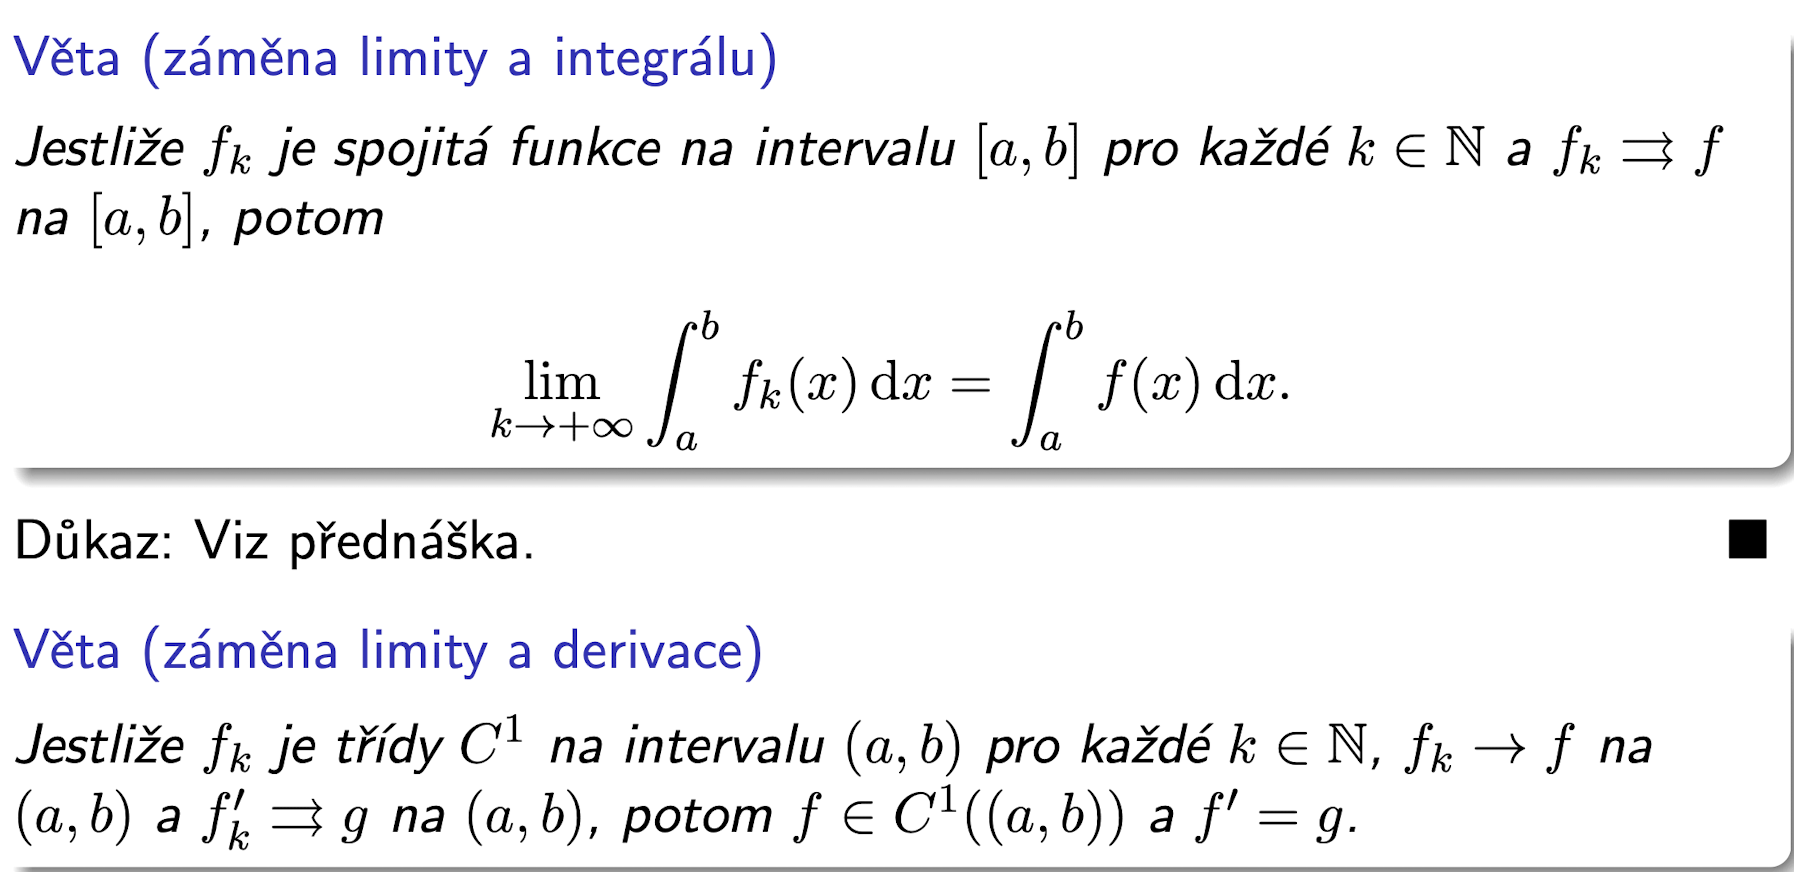 Věta (záměna limity a integrálu)
Jestliže $f_k$ je spojitá funkce na intervalu $[a, b]$ pro každé $k \in \mathbb{N}$ a $f_k \rightrightarrows f$
na $[a, b]$, potom
$$\lim_{k \to +\infty} \int_a^b f_k(x) \, \mathrm{d}x = \int_a^b f(x) \, \mathrm{d}x.$$
Důkaz: Viz přednáška. ■
Věta (záměna limity a derivace)
Jestliže $f_k$ je třídy $C^1$ na intervalu $(a, b)$ pro každé $k \in \mathbb{N}$, $f_k \to f$ na
$(a, b)$ a $f'_k \rightrightarrows g$ na $(a, b)$, potom $f \in C^1((a, b))$ a $f' = g$.